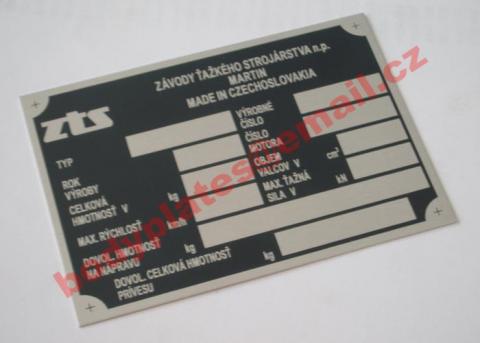 ZÁVODY ŤAŽKÉHO STROJÁRSTVA n.p.
MARTIN
MADE IN CZECHOSLOVAKIA
zts
TYP
VÝROBNÉ
ČÍSLO
ROK
VÝROBY
ČÍSLO
MOTORA
CELKOVÁ
HMOTNOSŤ V kg
OBJEM
VALCOV V cm³
MAX. RÝCHLOSŤ km/h
MAX. ŤAŽNÁ
SILA V kN
DOVOL. HMOTNOSŤ
NA NÁPRAVU kg
DOVOL. CELKOVÁ HMOTNOSŤ
PRÍVESU kg
bodyplates@email.cz